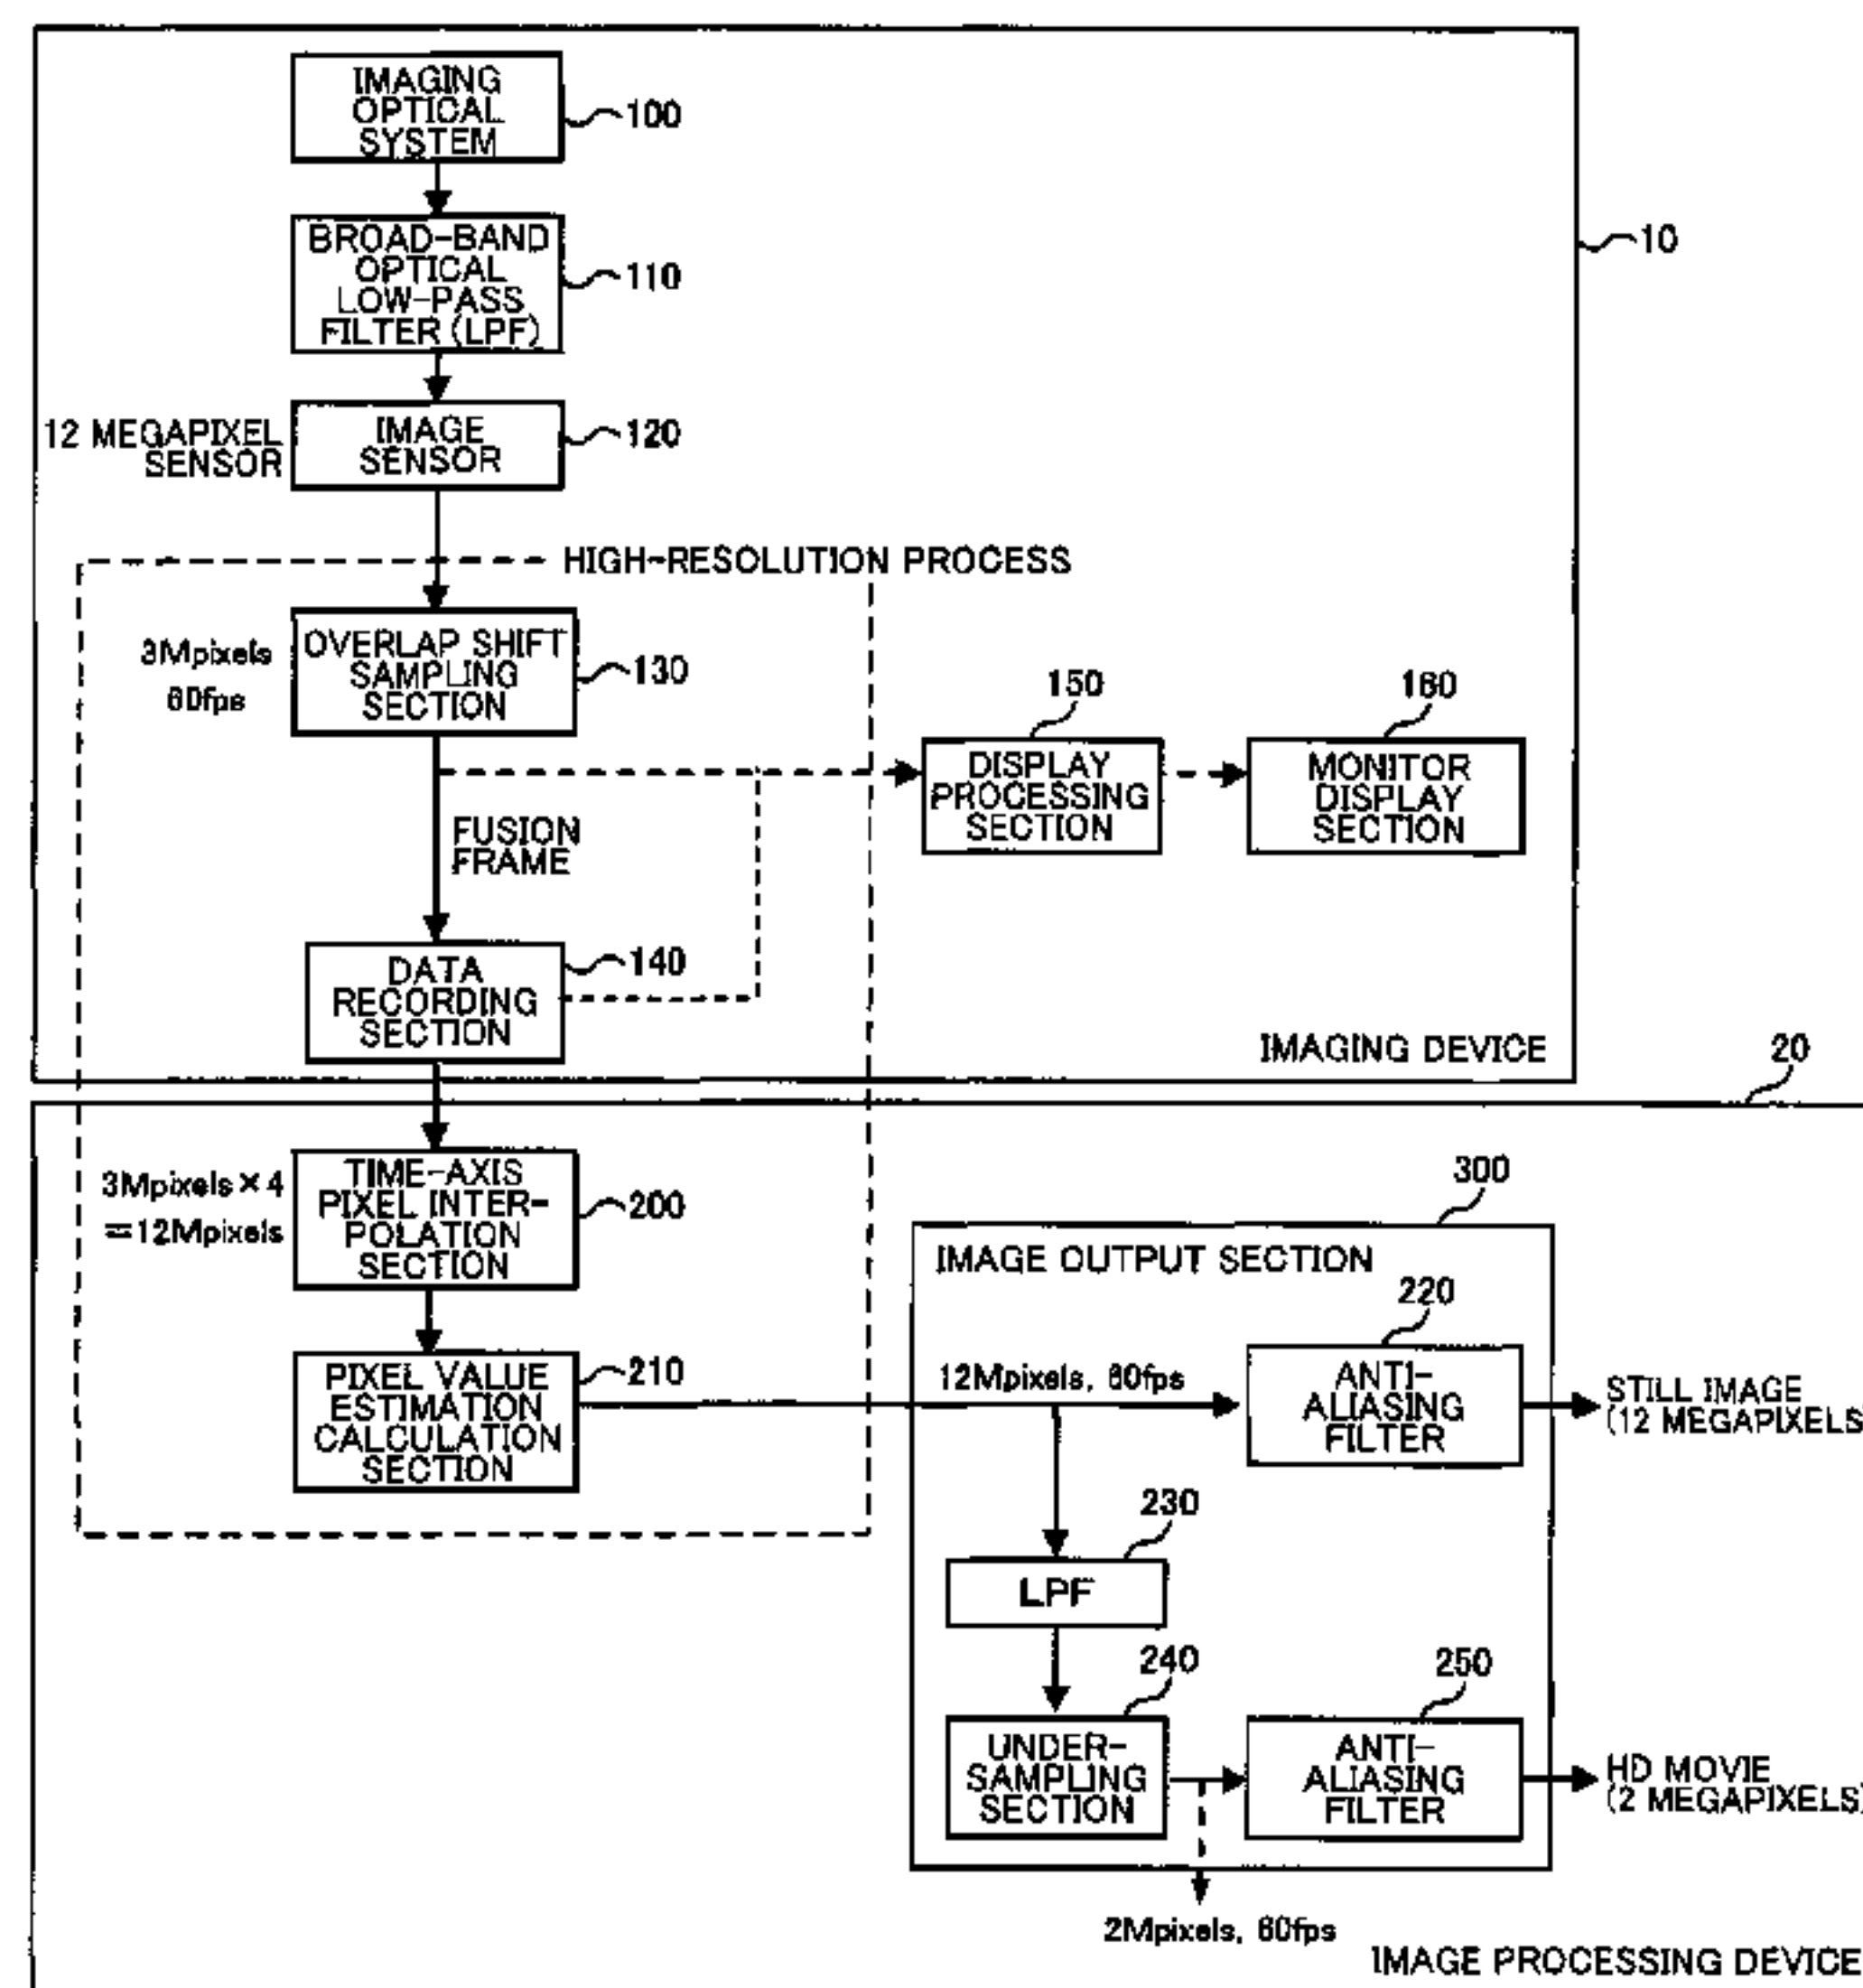 IMAGING
OPTICAL
SYSTEM
100
BROAD-BAND
OPTICAL
LOW-PASS
FILTER (LPF)
110
10
12 MEGAPIXEL
SENSOR
IMAGE
SENSOR
120
HIGH-RESOLUTION PROCESS
3Mpixels
60fps
OVERLAP SHIFT
SAMPLING
SECTION
130
150
DISPLAY
PROCESSING
SECTION
160
MONITOR
DISPLAY
SECTION
FUSION
FRAME
DATA
RECORDING
SECTION
140
IMAGING DEVICE
20
3Mpixels×4
=12Mpixels
TIME-AXIS
PIXEL INTER-
POLATION
SECTION
200
300
IMAGE OUTPUT SECTION
PIXEL VALUE
ESTIMATION
CALCULATION
SECTION
210
12Mpixels, 60fps
220
ANTI-
ALIASING
FILTER
STILL IMAGE
(12 MEGAPIXELS
230
LPF
240
UNDER-
SAMPLING
SECTION
250
ANTI-
ALIASING
FILTER
HD MOVIE
(2 MEGAPIXELS)
2Mpixels, 60fps
IMAGE PROCESSING DEVICE